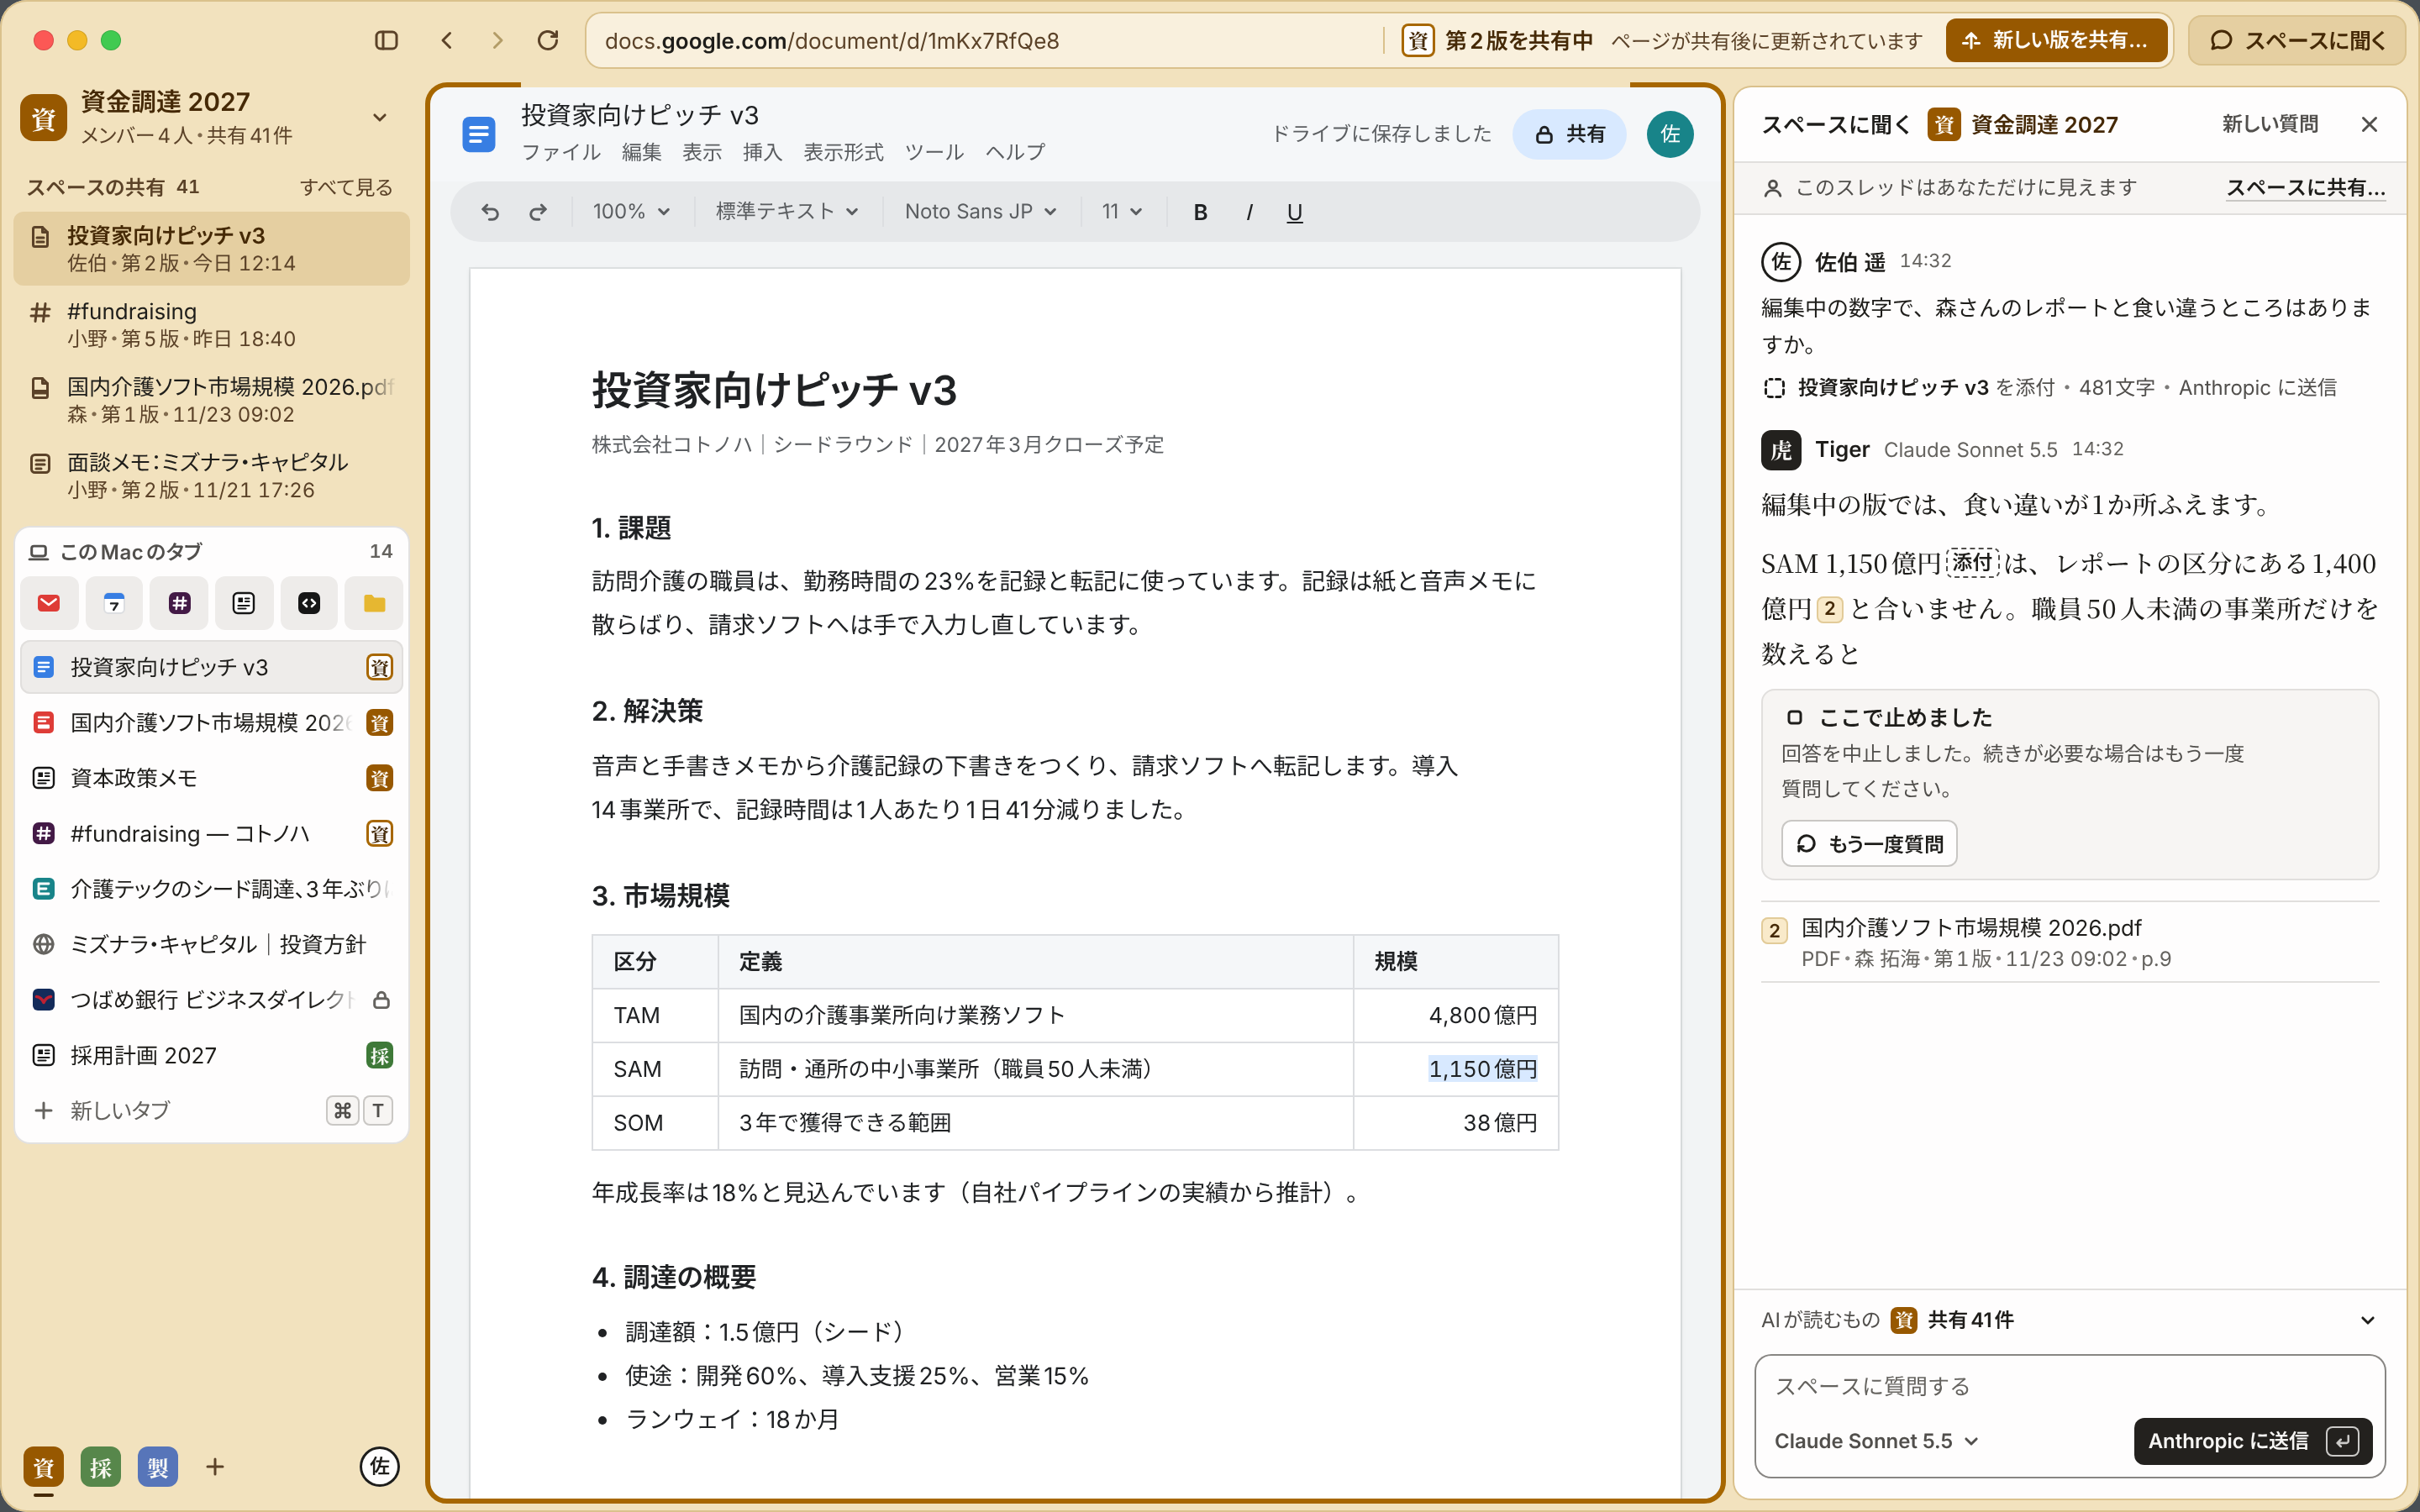 docs.google.com/document/d/1mKx7RfQe8
資 第2版を共有中 ページが共有後に更新されています
新しい版を共有…
スペースに聞く
資 資金調達 2027
メンバー4人・共有41件
スペースの共有 41 すべて見る
投資家向けピッチ v3
佐伯・第2版・今日 12:14
#fundraising
小野・第5版・昨日 18:40
国内介護ソフト市場規模 2026.pdf
森・第1版・11/23 09:02
面談メモ：ミズナラ・キャピタル
小野・第2版・11/21 17:26
このMacのタブ 14
7
投資家向けピッチ v3 資
国内介護ソフト市場規模 202 資
資本政策メモ 資
#fundraising — コトノハ 資
介護テックのシード調達、3年ぶり
ミズナラ・キャピタル｜投資方針
つばめ銀行 ビジネスダイレクト
採用計画 2027 採
新しいタブ ⌘ T
資 採 製 佐
投資家向けピッチ v3
ファイル 編集 表示 挿入 表示形式 ツール ヘルプ
ドライブに保存しました
共有
佐
100% 標準テキスト Noto Sans JP 11 B I U
投資家向けピッチ v3
株式会社コトノハ｜シードラウンド｜2027年3月クローズ予定
1. 課題
訪問介護の職員は、勤務時間の23%を記録と転記に使っています。記録は紙と音声メモに
散らばり、請求ソフトへは手で入力し直しています。
2. 解決策
音声と手書きメモから介護記録の下書きをつくり、請求ソフトへ転記します。導入
14事業所で、記録時間は1人あたり1日41分減りました。
3. 市場規模
区分 定義 規模
TAM 国内の介護事業所向け業務ソフト 4,800億円
SAM 訪問・通所の中小事業所（職員50人未満） 1,150億円
SOM 3年で獲得できる範囲 38億円
年成長率は18%と見込んでいます（自社パイプラインの実績から推計）。
4. 調達の概要
• 調達額：1.5億円（シード）
• 使途：開発60%、導入支援25%、営業15%
• ランウェイ：18か月
スペースに聞く 資 資金調達 2027 新しい質問
このスレッドはあなただけに見えます スペースに共有…
佐 佐伯 遥 14:32
編集中の数字で、森さんのレポートと食い違うところはありま
すか。
投資家向けピッチ v3 を添付・481文字・Anthropic に送信
虎 Tiger Claude Sonnet 5.5 14:32
編集中の版では、食い違いが1か所ふえます。
SAM 1,150億円 添付 は、レポートの区分にある1,400
億円 2 と合いません。職員50人未満の事業所だけを
数えると
ここで止めました
回答を中止しました。続きが必要な場合はもう一度
質問してください。
もう一度質問
2 国内介護ソフト市場規模 2026.pdf
PDF・森 拓海・第1版・11/23 09:02・p.9
AIが読むもの 資 共有41件
スペースに質問する
Claude Sonnet 5.5
Anthropic に送信